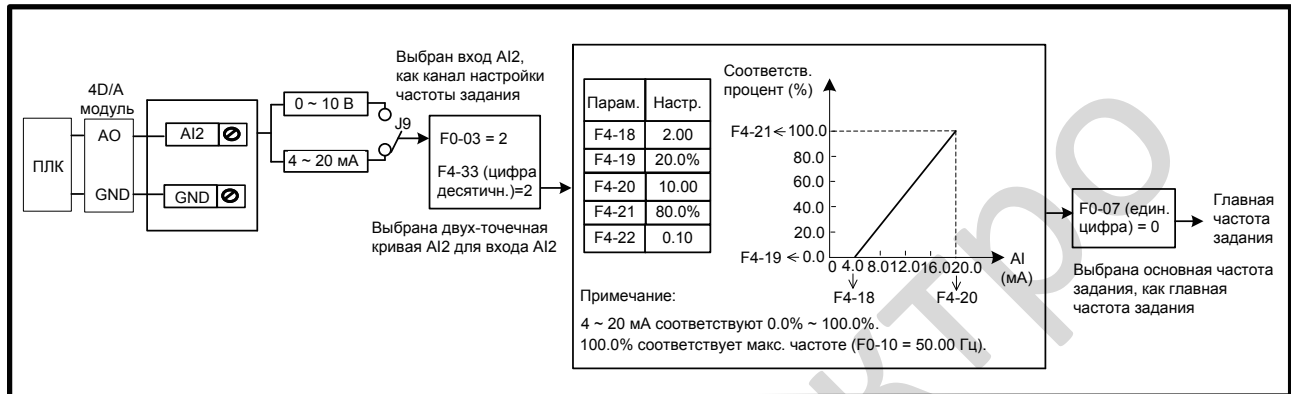 ПЛК
4D/A
модуль
AO
GND
AI2
GND
0 ~ 10 В
4 ~ 20 мА
J9
Выбран вход AI2,
как канал настройки
частоты задания
F0-03 = 2
F4-33 (цифра
десятичн.)=2
Выбрана двух-точечная
кривая AI2 для входа AI2
Парам. Настр.
F4-18 2.00
F4-19 20.0%
F4-20 10.00
F4-21 80.0%
F4-22 0.10
Соответств.
процент (%)
F4-21 100.0
80.0
60.0
40.0
20.0
F4-19 0.0
0 4.0 8.0 12.0 16.0 20.0 AI
(мА)
F4-18 F4-20
Примечание:
4 ~ 20 мА соответствуют 0.0% ~ 100.0%.
100.0% соответствует макс. частоте (F0-10 = 50.00 Гц).
F0-07 (един.
цифра) = 0
Главная
частота
задания
Выбрана основная частота
задания, как главная
частота задания
ктро